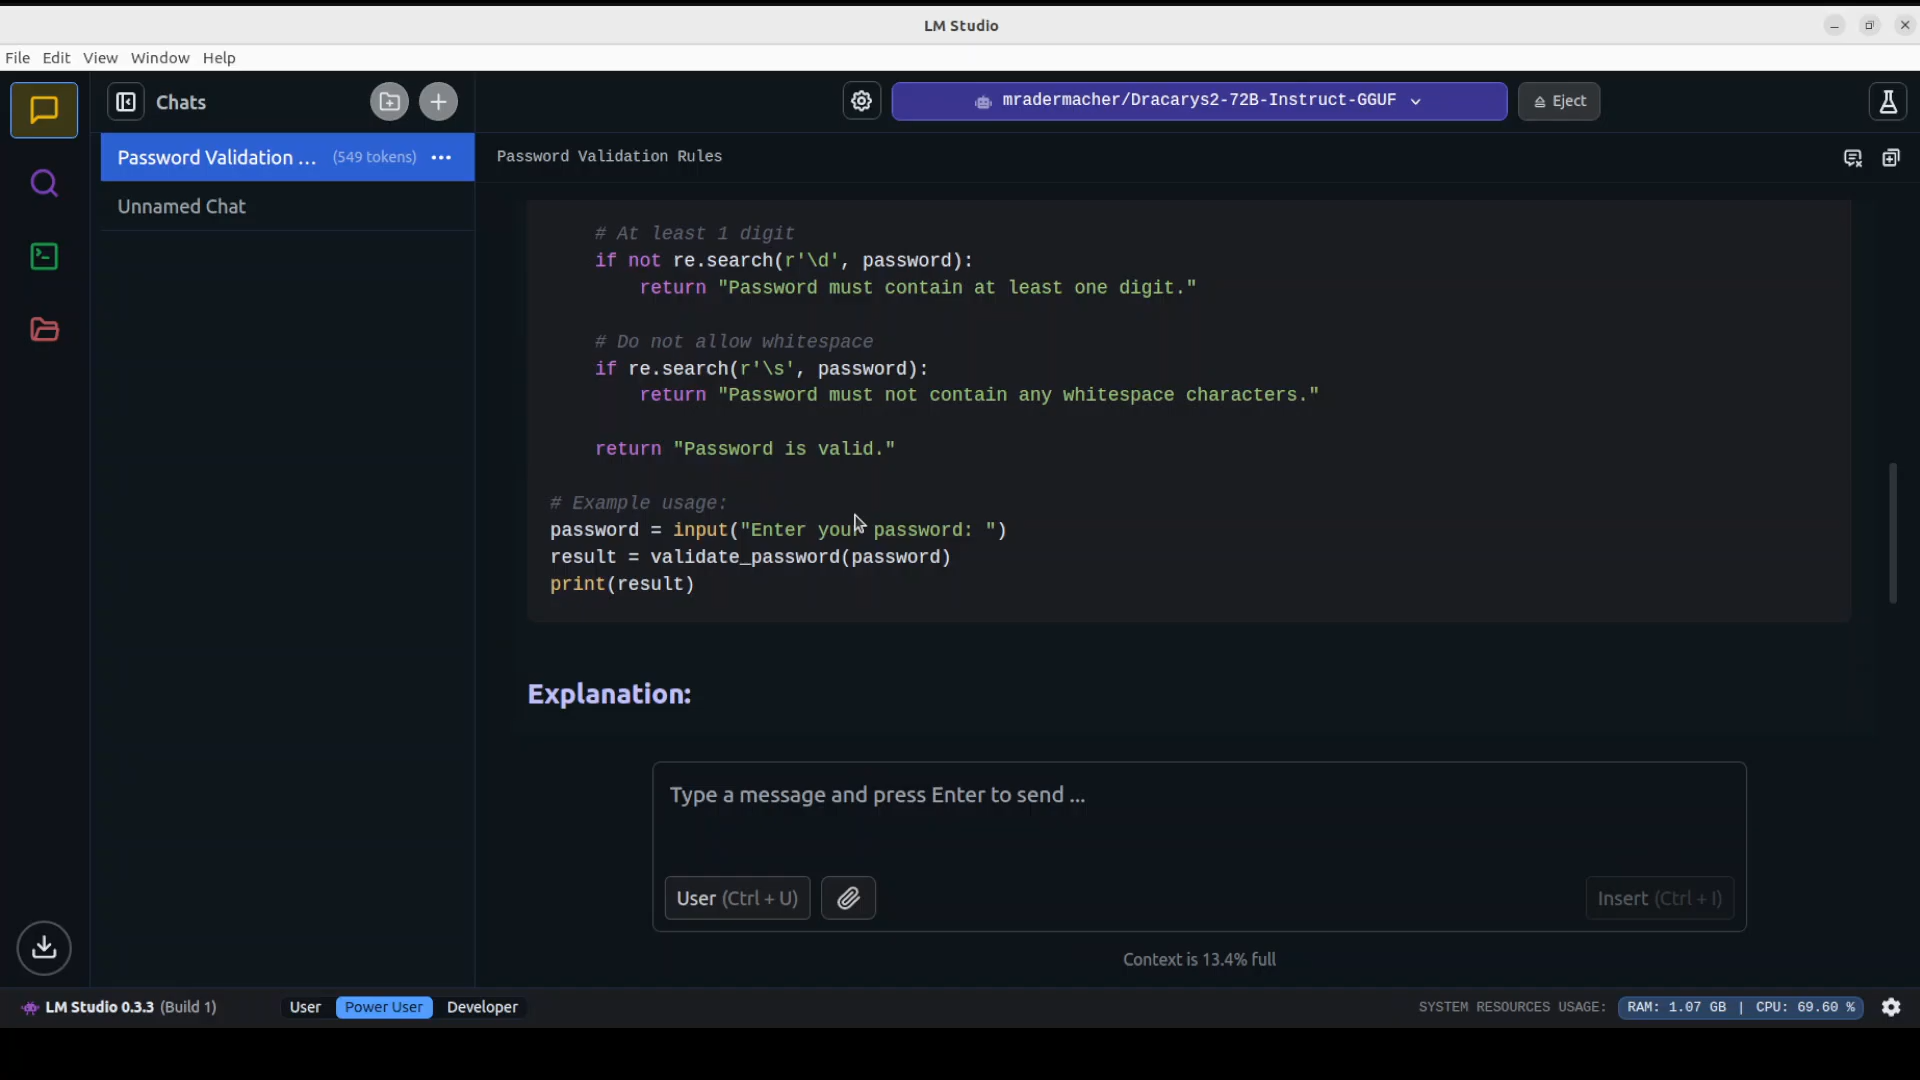 LM Studio
File Edit View Window Help
Chats
mradermacher/Dracarys2-72B-Instruct-GGUF
Eject
Password Validation ... (549 tokens)
Unnamed Chat
Password Validation Rules
# At least 1 digit
if not re.search(r'\d', password):
return "Password must contain at least one digit."
# Do not allow whitespace
if re.search(r'\s', password):
return "Password must not contain any whitespace characters."
return "Password is valid."
# Example usage:
password = input("Enter your password: ")
result = validate_password(password)
print(result)
Explanation:
Type a message and press Enter to send ...
User (Ctrl + U)
Insert (Ctrl + I)
Context is 13.4% full
LM Studio 0.3.3 (Build 1)
User Power User Developer
SYSTEM RESOURCES USAGE: RAM: 1.07 GB | CPU: 69.60 %